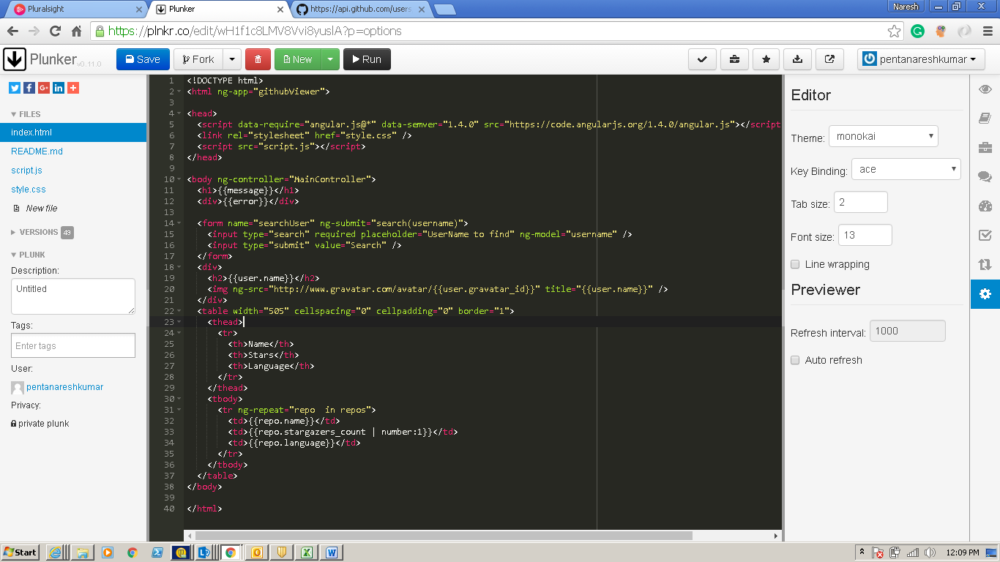 Pluralsight
Plunker
https://api.github.com/users
Naresh
https://plnkr.co/edit/wH1f1c8LMV8Vvi8yuslA?p=options
Plunker v0.11.0
Save
Fork
New
Run
pentanareshkumar
FILES
index.html
README.md
script.js
style.css
New file
VERSIONS 49
PLUNK
Description:
Untitled
Tags:
Enter tags
User:
pentanareshkumar
Privacy:
private plunk
1 <!DOCTYPE html>
2 <html ng-app="githubViewer">
3
4 <head>
5 <script data-require="angular.js@*" data-semver="1.4.0" src="https://code.angularjs.org/1.4.0/angular.js"></script
6 <link rel="stylesheet" href="style.css" />
7 <script src="script.js"></script>
8 </head>
9
10 <body ng-controller="MainController">
11 <h1>{{message}}</h1>
12 <div>{{error}}</div>
13
14 <form name="searchUser" ng-submit="search(username)">
15 <input type="search" required placeholder="UserName to find" ng-model="username" />
16 <input type="submit" value="Search" />
17 </form>
18 <div>
19 <h2>{{user.name}}</h2>
20 <img ng-src="http://www.gravatar.com/avatar/{{user.gravatar_id}}" title="{{user.name}}" />
21 </div>
22 <table width="505" cellspacing="0" cellpadding="0" border="1">
23 <thead>
24 <tr>
25 <th>Name</th>
26 <th>Stars</th>
27 <th>Language</th>
28 </tr>
29 </thead>
30 <tbody>
31 <tr ng-repeat="repo  in repos">
32 <td>{{repo.name}}</td>
33 <td>{{repo.stargazers_count | number:1}}</td>
34 <td>{{repo.language}}</td>
35 </tr>
36 </tbody>
37 </table>
38 </body>
39
40 </html>
Editor
Theme: monokai
Key Binding: ace
Tab size: 2
Font size: 13
Line wrapping
Previewer
Refresh interval: 1000
Auto refresh
Start
12:09 PM